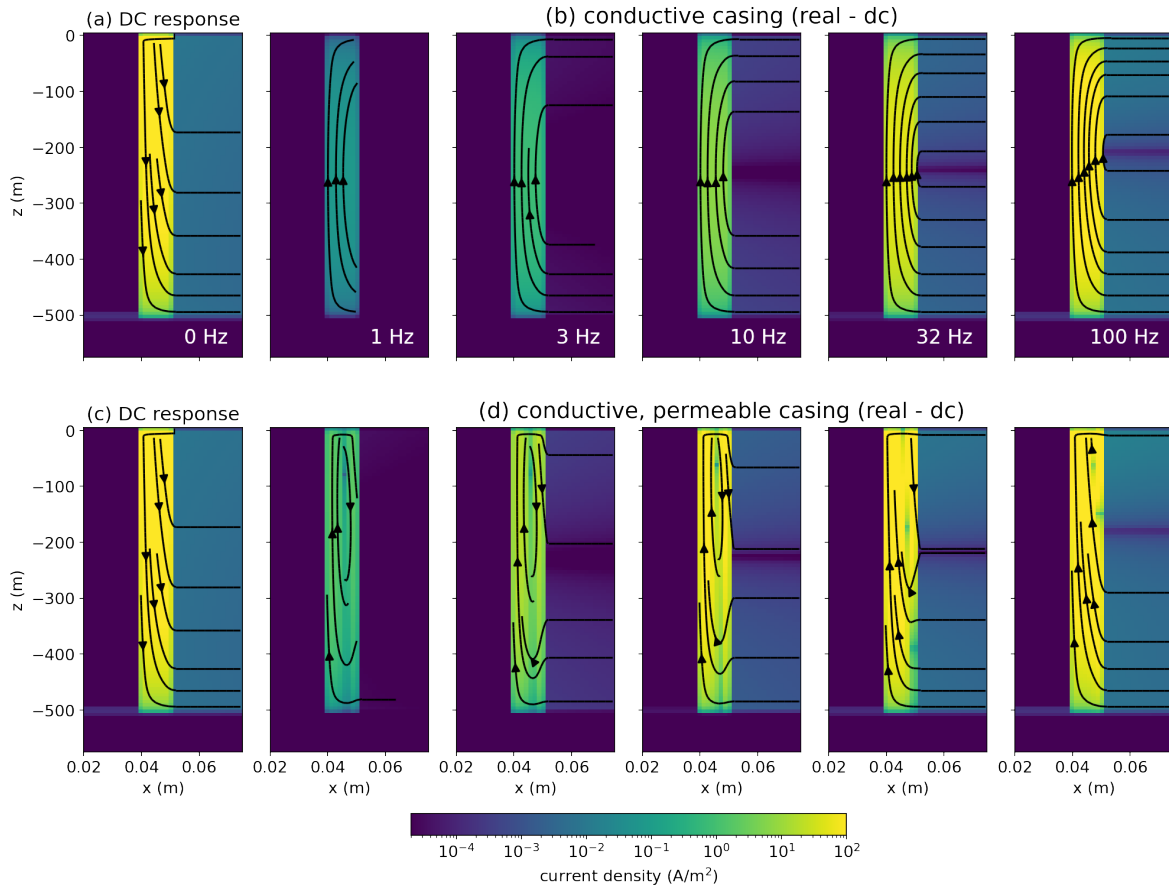 (a) DC response
(b) conductive casing (real - dc)
0
−100
−200
−300
−400
−500
z (m)
0 Hz
1 Hz
3 Hz
10 Hz
32 Hz
100 Hz
(c) DC response
(d) conductive, permeable casing (real - dc)
0
−100
−200
−300
−400
−500
z (m)
0.02 0.04 0.06
0.02 0.04 0.06
0.02 0.04 0.06
0.02 0.04 0.06
0.02 0.04 0.06
0.02 0.04 0.06
x (m)
x (m)
x (m)
x (m)
x (m)
x (m)
10⁻⁴ 10⁻³ 10⁻² 10⁻¹ 10⁰ 10¹ 10²
current density (A/m²)